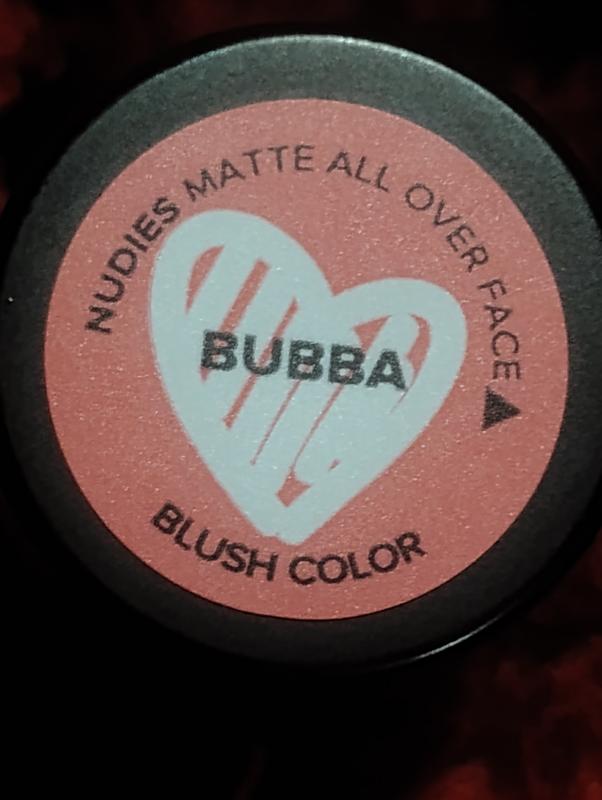 NUDIES MATTE ALL OVER FACE
BUBBA
BLUSH COLOR